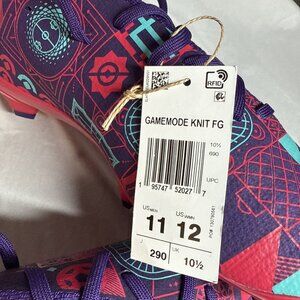 RFID
GAMEMODE KNIT FG
10½
690
UPC
1 95747 52027 7
US MEN US WMN
11 12
J UK
290 10½